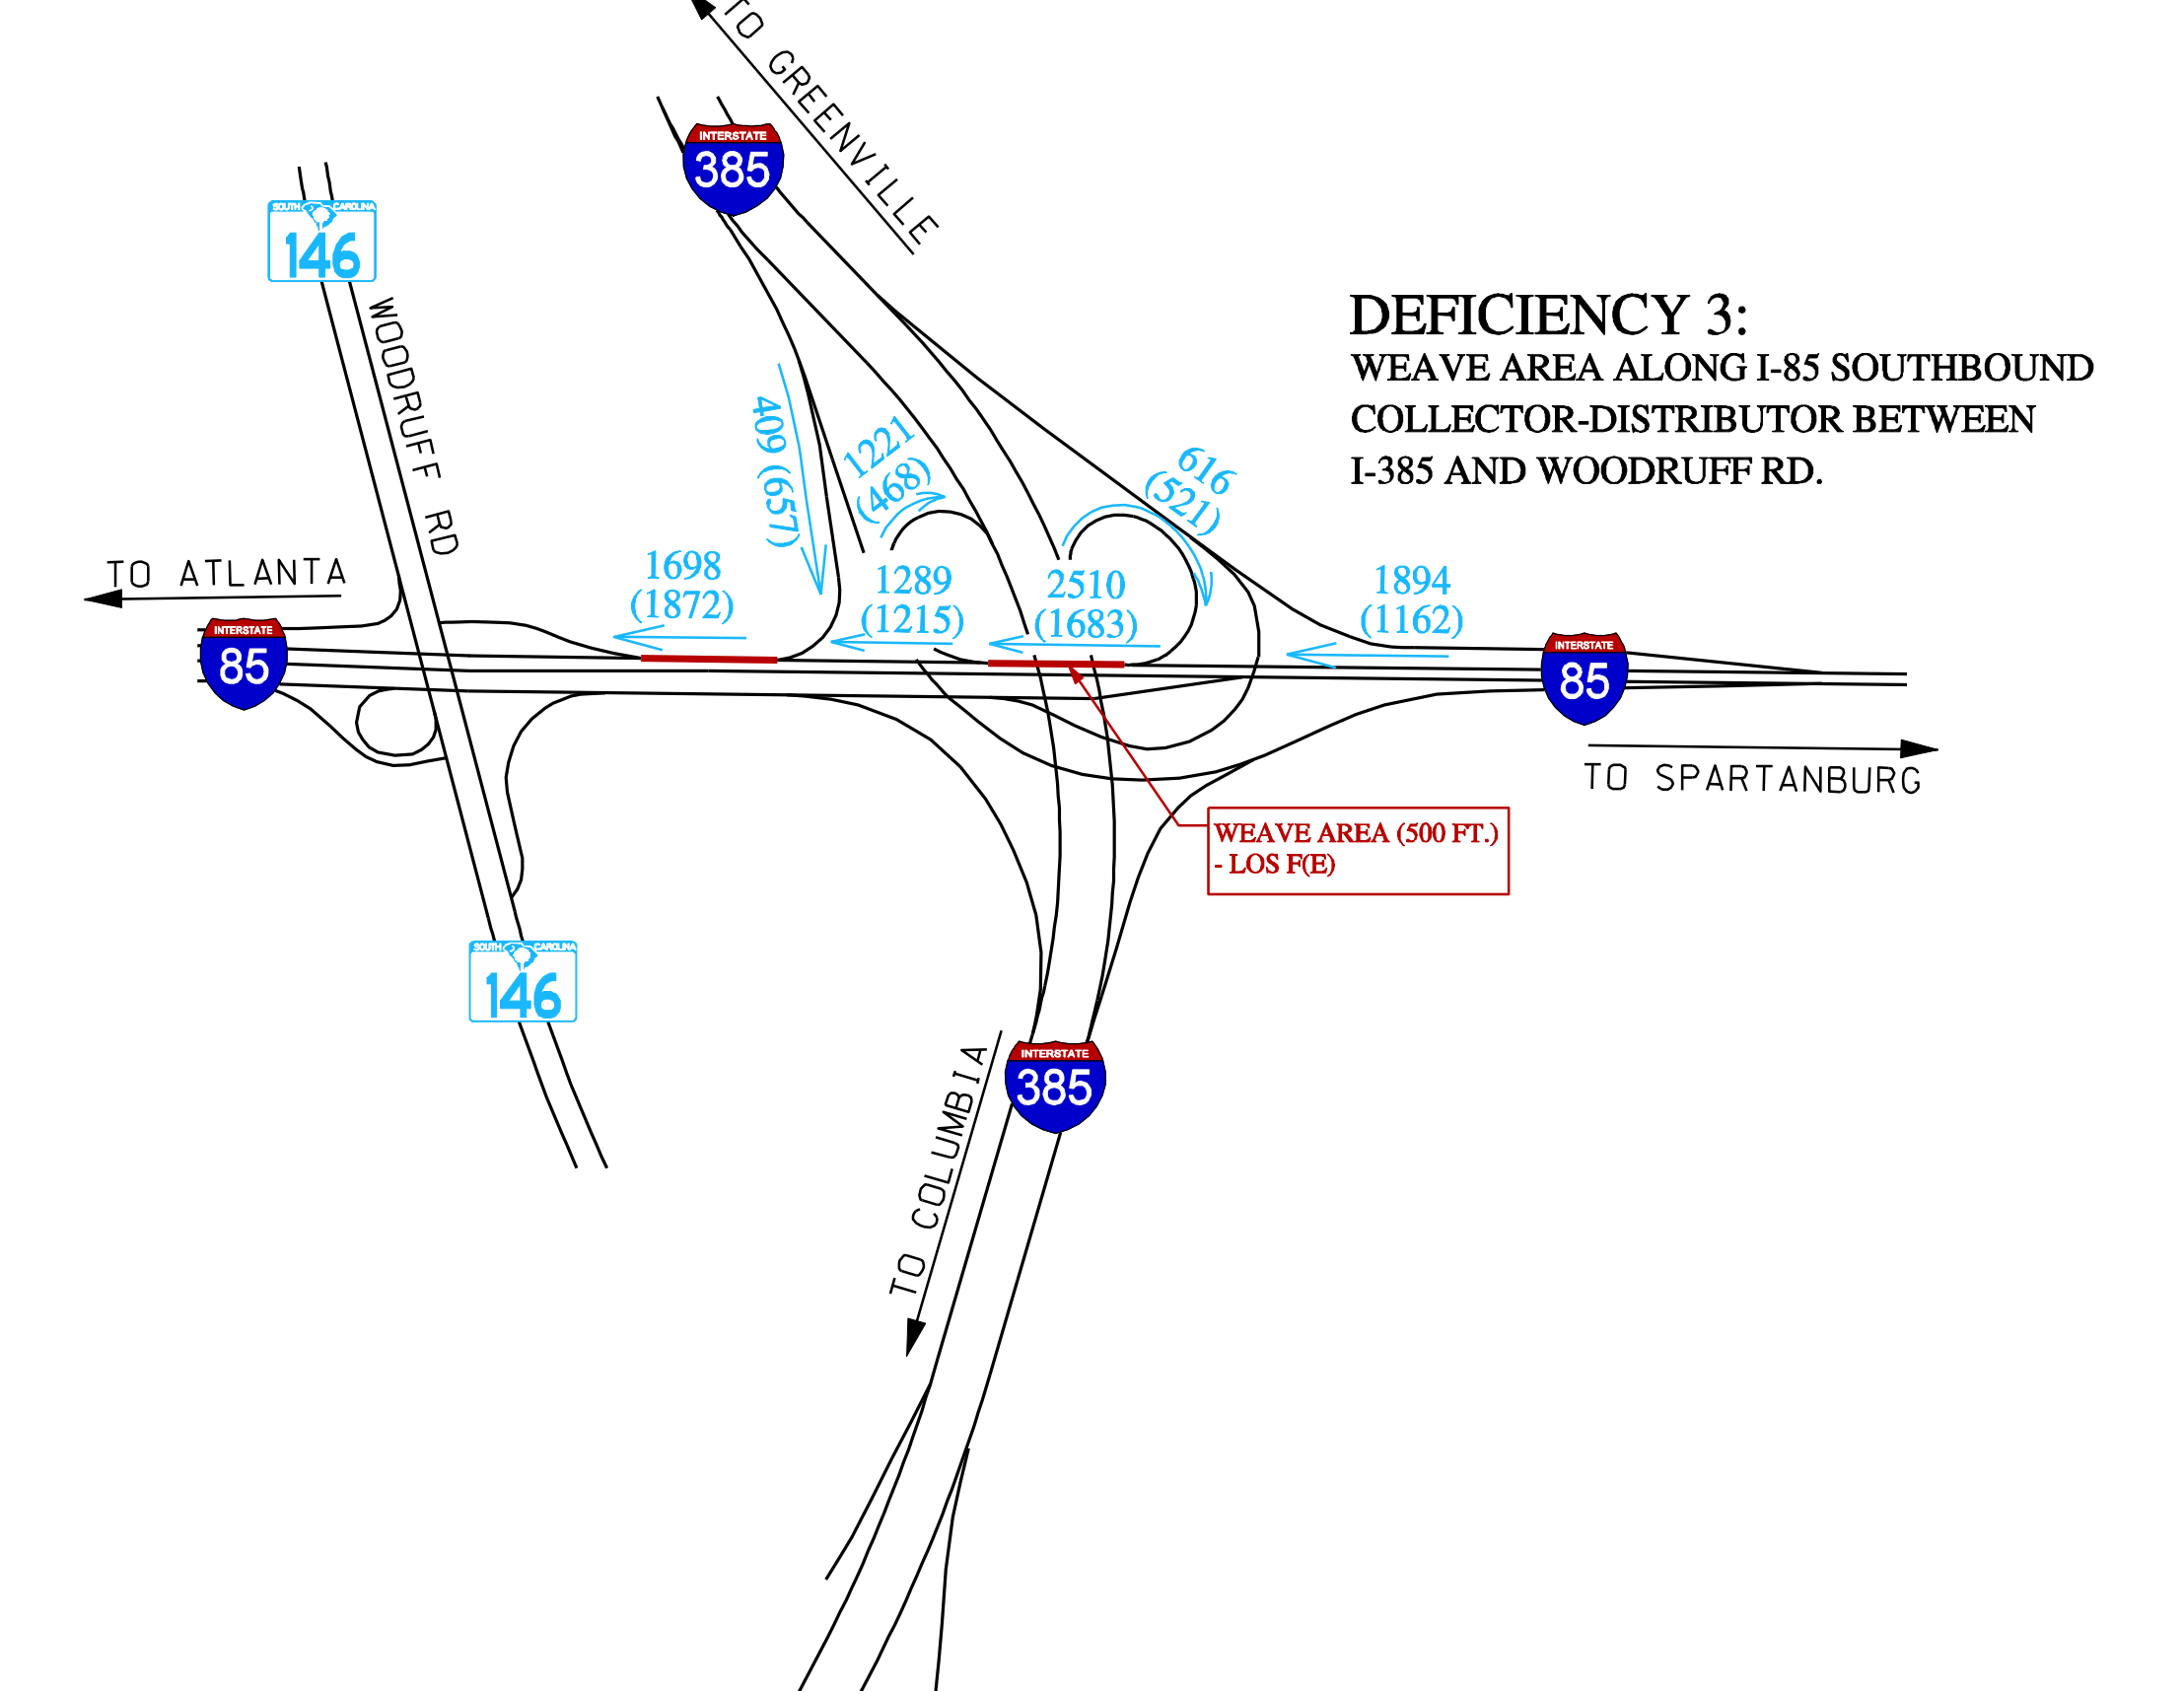 TO GREENVILLE
INTERSTATE
385
SOUTH CAROLINA
146
WOODRUFF RD
DEFICIENCY 3:
WEAVE AREA ALONG I-85 SOUTHBOUND
COLLECTOR-DISTRIBUTOR BETWEEN
I-385 AND WOODRUFF RD.
409 (657)
1221
(468)
616
(521)
TO ATLANTA
1698
(1872)
1289
(1215)
2510
(1683)
1894
(1162)
INTERSTATE
85
INTERSTATE
85
TO SPARTANBURG
WEAVE AREA (500 FT.)
- LOS F(E)
SOUTH CAROLINA
146
INTERSTATE
385
TO COLUMBIA